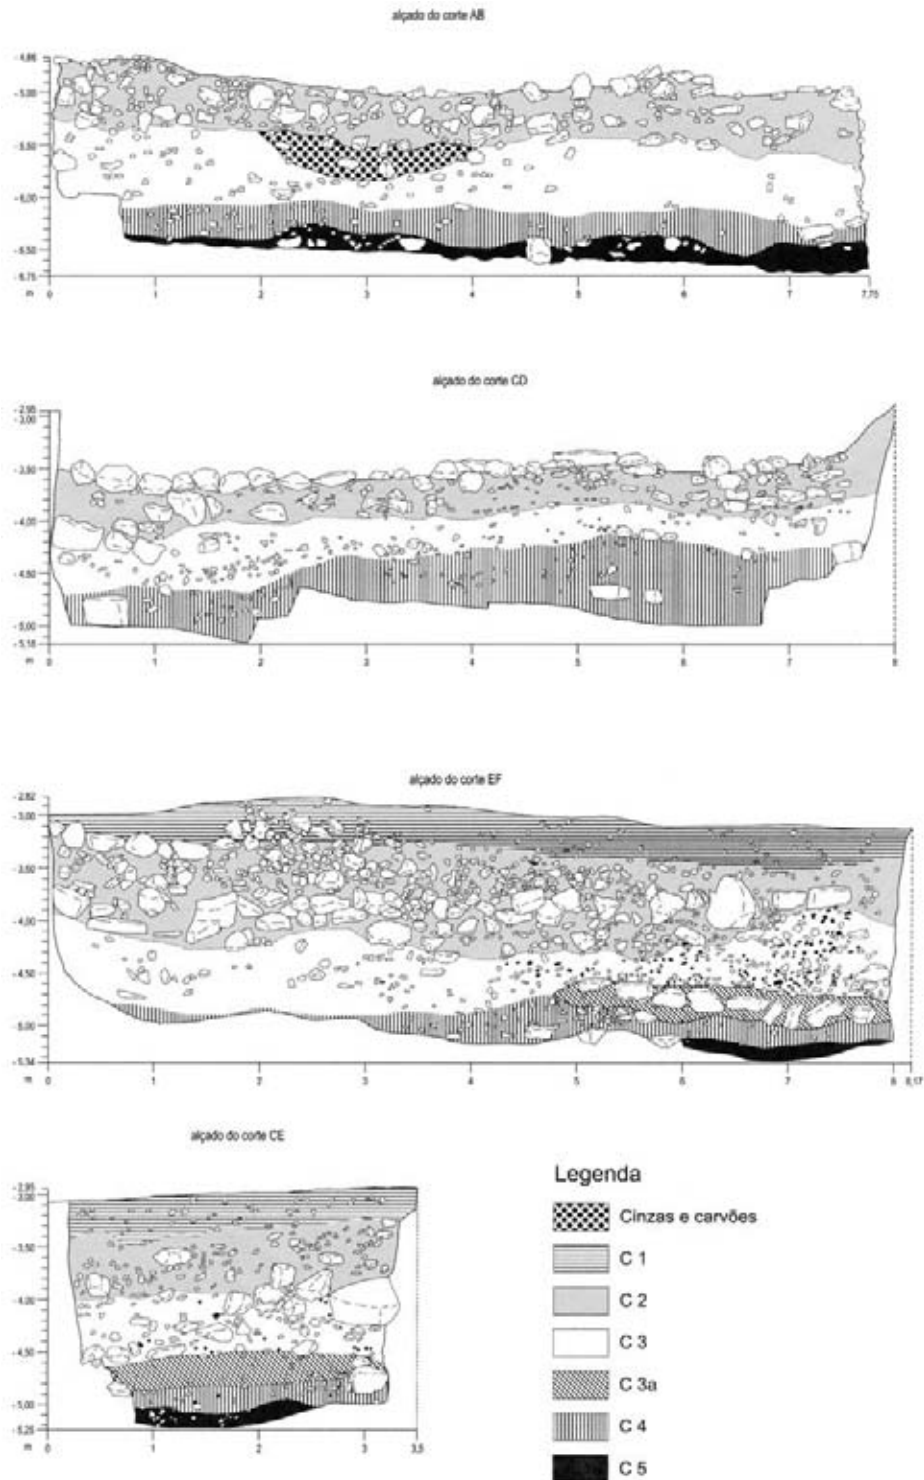 alçado do corte AB
- 4,66
- 5,00
- 5,50
- 6,00
- 6,50
- 6,75
m 0 1 2 3 4 5 6 7 7,75
alçado do corte CD
- 2,95
- 3,00
- 3,50
- 4,00
- 4,50
- 5,00
- 5,18
m 0 1 2 3 4 5 6 7 8
alçado do corte EF
- 2,82
- 3,00
- 3,50
- 4,00
- 4,50
- 5,00
- 5,34
m 0 1 2 3 4 5 6 7 8 8,17
alçado do corte CE
- 2,95
- 3,00
- 3,50
- 4,00
- 4,50
- 5,00
- 5,25
m 0 1 2 3 3,5
Legenda
Cinzas e carvões
C 1
C 2
C 3
C 3a
C 4
C 5